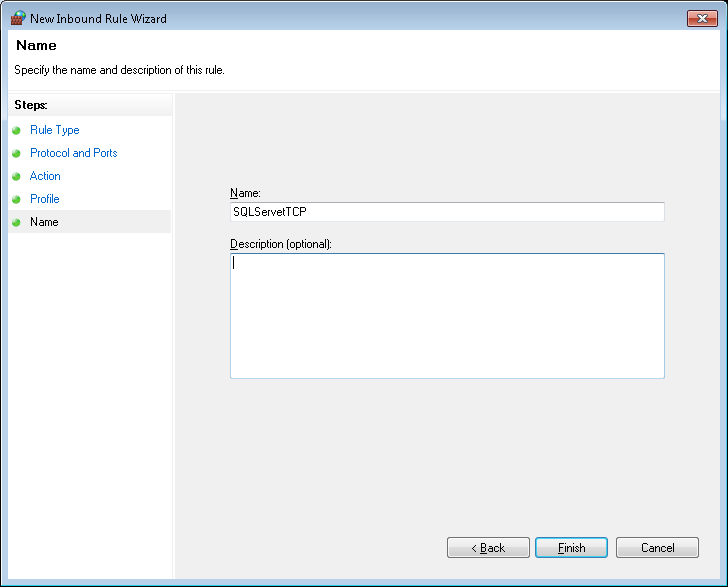 New Inbound Rule Wizard
Name
Specify the name and description of this rule.
Steps:
Rule Type
Protocol and Ports
Action
Profile
Name
Name:
SQLServetTCP
Description (optional):
< Back
Finish
Cancel